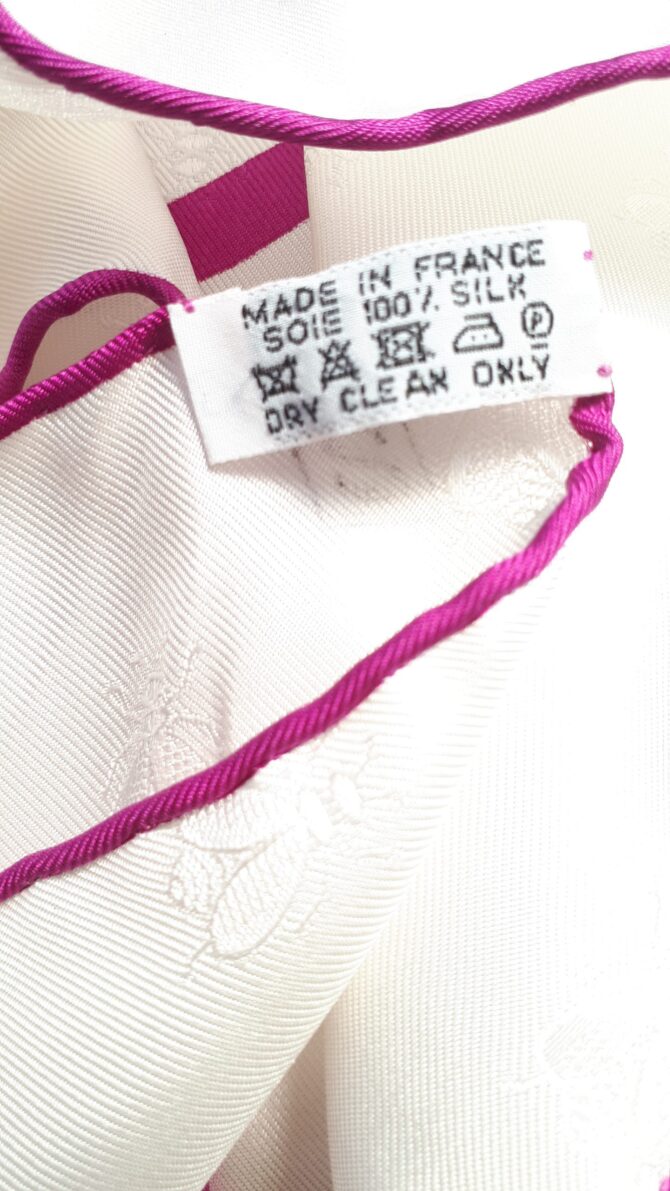 MADE IN FRANCE
SOIE 100% SILK
P
DRY CLEAN ONLY